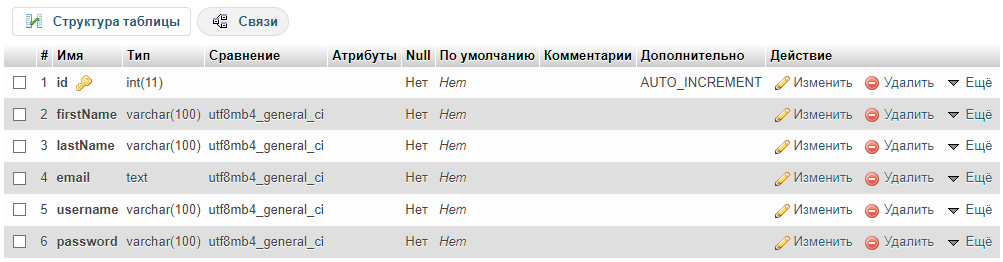 Структура таблицы Связи
# Имя Тип Сравнение Атрибуты Null По умолчанию Комментарии Дополнительно Действие
1 id int(11) Нет Нет AUTO_INCREMENT Изменить Удалить Ещё
2 firstName varchar(100) utf8mb4_general_ci Нет Нет Изменить Удалить Ещё
3 lastName varchar(100) utf8mb4_general_ci Нет Нет Изменить Удалить Ещё
4 email text utf8mb4_general_ci Нет Нет Изменить Удалить Ещё
5 username varchar(100) utf8mb4_general_ci Нет Нет Изменить Удалить Ещё
6 password varchar(100) utf8mb4_general_ci Нет Нет Изменить Удалить Ещё